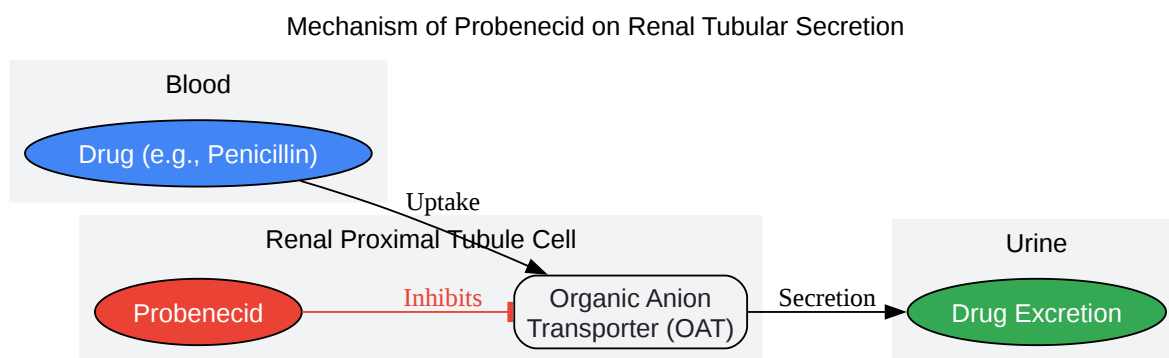 Mechanism of Probenecid on Renal Tubular Secretion
Blood
Drug (e.g., Penicillin)
Uptake
Renal Proximal Tubule Cell
Probenecid
Inhibits
Organic Anion
Transporter (OAT)
Secretion
Urine
Drug Excretion